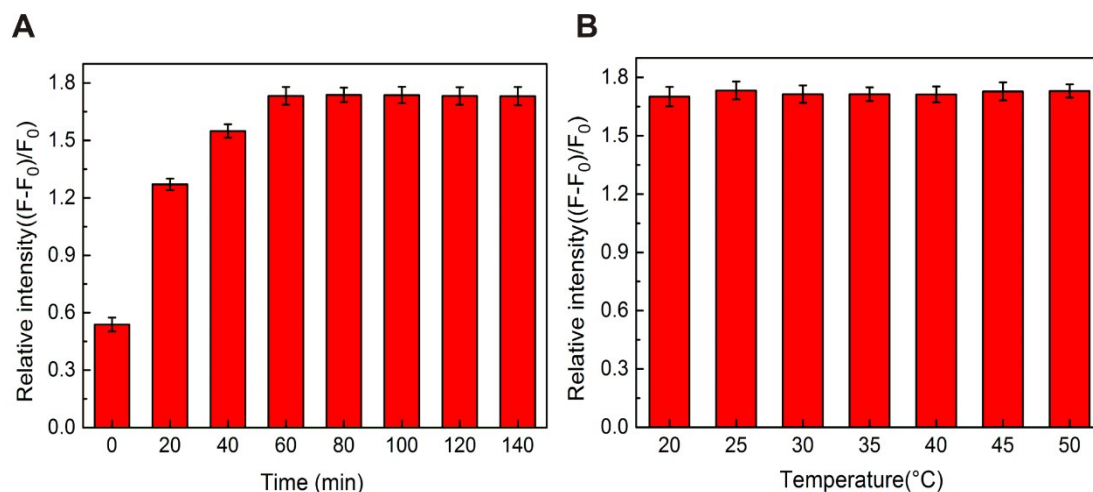 A
Relative intensity((F-F0)/F0)
1.8
1.5
1.2
0.9
0.6
0.3
0.0
0 20 40 60 80 100 120 140
Time (min)
B
Relative intensity((F-F0)/F0)
1.8
1.5
1.2
0.9
0.6
0.3
0.0
20 25 30 35 40 45 50
Temperature(°C)